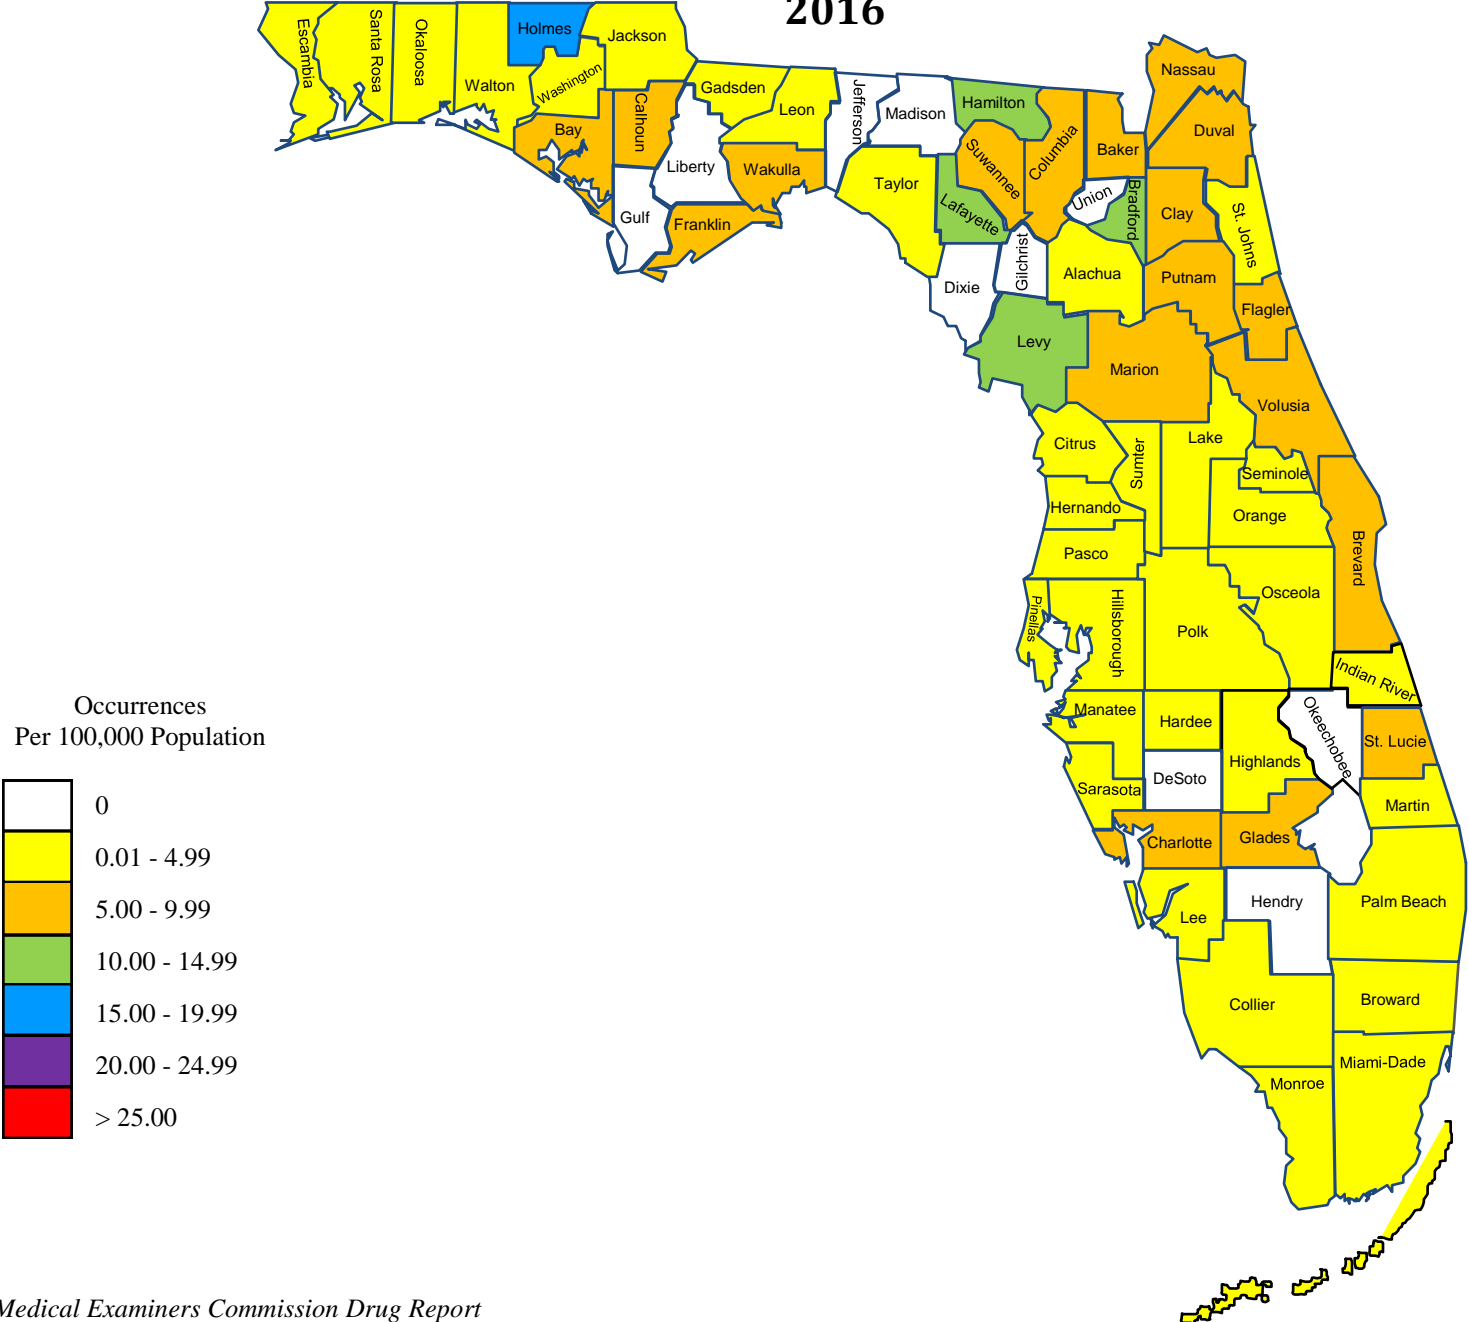 2016
Escambia
Santa Rosa
Okaloosa
Walton
Holmes
Washington
Jackson
Bay
Calhoun
Gulf
Liberty
Gadsden
Leon
Wakulla
Franklin
Jefferson
Madison
Taylor
Hamilton
Suwannee
Lafayette
Columbia
Baker
Union
Bradford
Nassau
Duval
Clay
St. Johns
Dixie
Gilchrist
Alachua
Putnam
Flagler
Levy
Marion
Volusia
Citrus
Sumter
Lake
Seminole
Hernando
Orange
Pasco
Brevard
Pinellas
Hillsborough
Polk
Osceola
Indian River
Manatee
Hardee
Highlands
Okeechobee
St. Lucie
Sarasota
DeSoto
Martin
Charlotte
Glades
Lee
Hendry
Palm Beach
Collier
Broward
Miami-Dade
Monroe
Occurrences
Per 100,000 Population
0
0.01 - 4.99
5.00 - 9.99
10.00 - 14.99
15.00 - 19.99
20.00 - 24.99
> 25.00
Medical Examiners Commission Drug Report